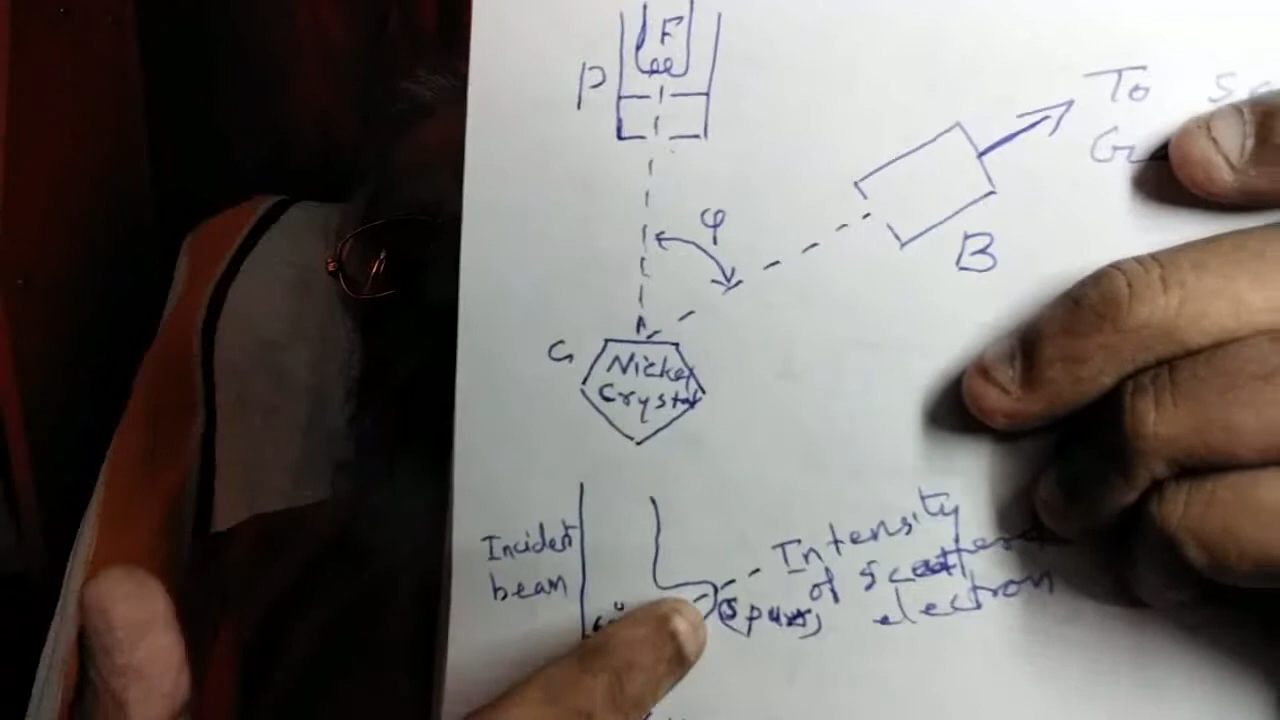 F
P
To
B
φ
C
Nickel
Crystal
Incident
beam
Intensity
of
electron